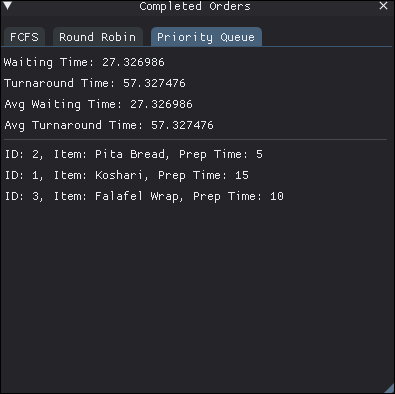 Completed Orders
FCFS Round Robin Priority Queue
Waiting Time: 27.326986
Turnaround Time: 57.327476
Avg Waiting Time: 27.326986
Avg Turnaround Time: 57.327476
ID: 2, Item: Pita Bread, Prep Time: 5
ID: 1, Item: Koshari, Prep Time: 15
ID: 3, Item: Falafel Wrap, Prep Time: 10